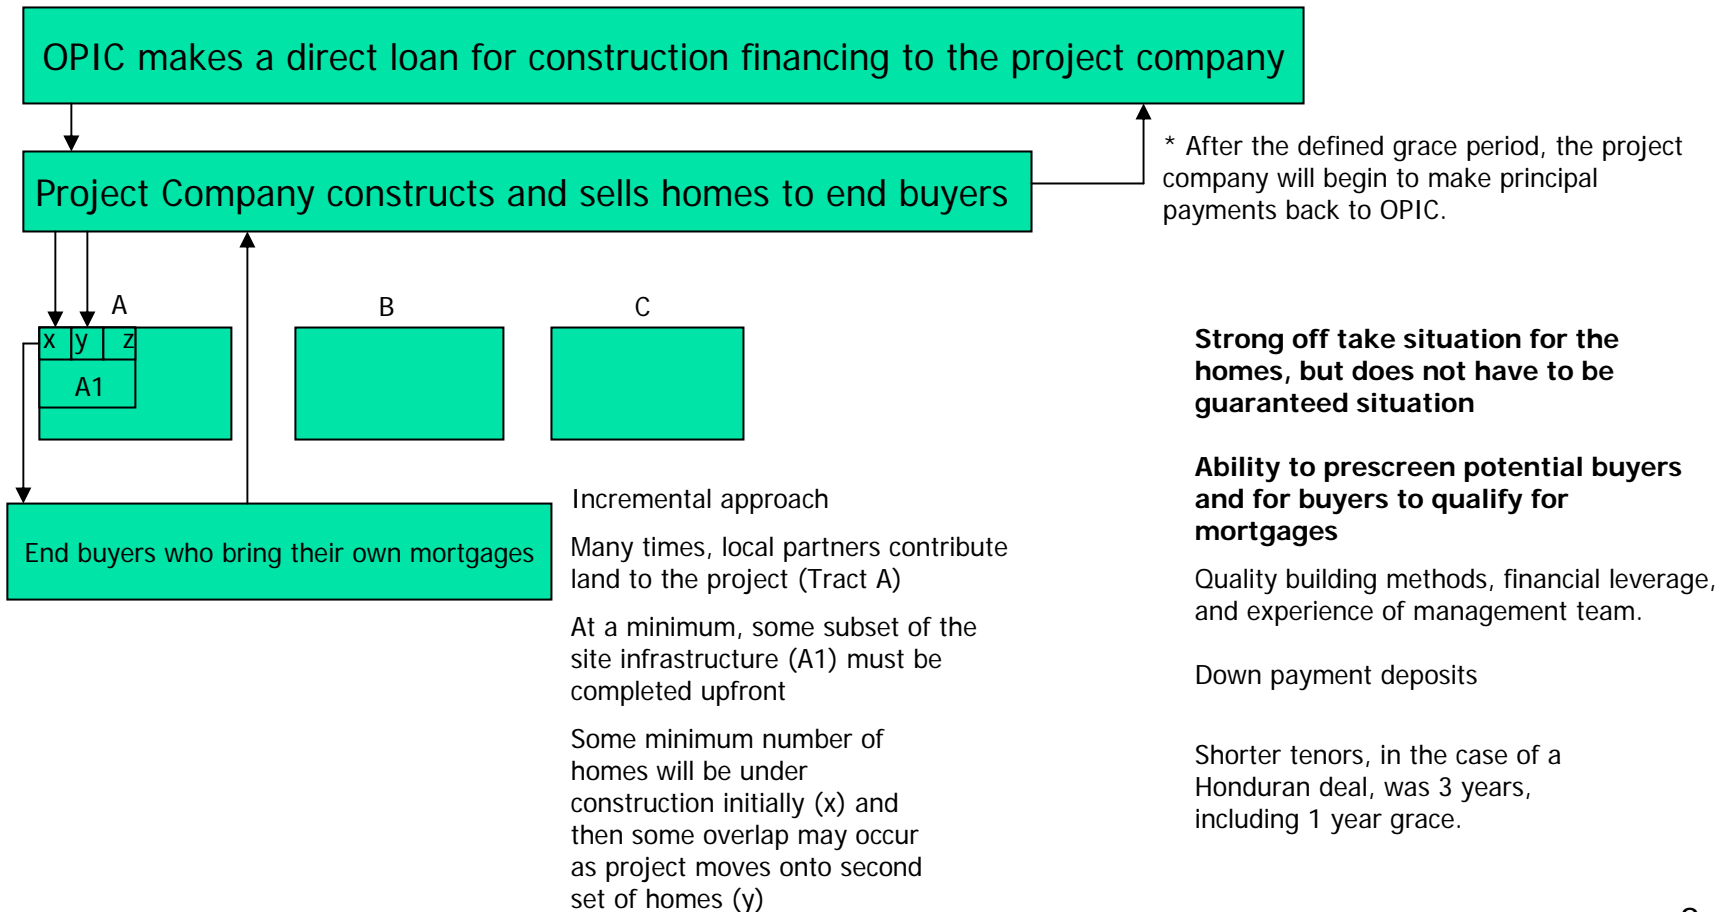 OPIC makes a direct loan for construction financing to the project company
* After the defined grace period, the project
company will begin to make principal
payments back to OPIC.
Project Company constructs and sells homes to end buyers
A
B
C
x
y
z
A1
End buyers who bring their own mortgages
Incremental approach
Many times, local partners contribute
land to the project (Tract A)
At a minimum, some subset of the
site infrastructure (A1) must be
completed upfront
Some minimum number of
homes will be under
construction initially (x) and
then some overlap may occur
as project moves onto second
set of homes (y)
Strong off take situation for the
homes, but does not have to be
guaranteed situation
Ability to prescreen potential buyers
and for buyers to qualify for
mortgages
Quality building methods, financial leverage,
and experience of management team.
Down payment deposits
Shorter tenors, in the case of a
Honduran deal, was 3 years,
including 1 year grace.